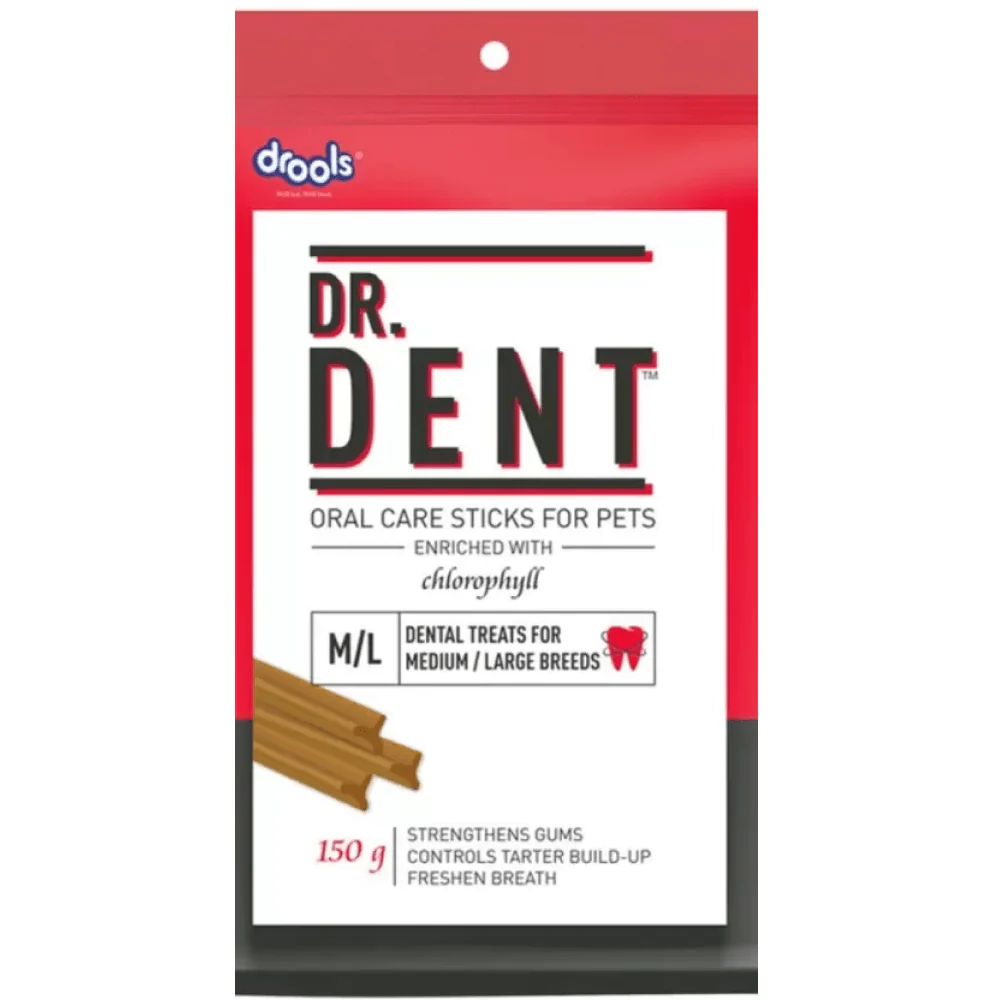 drools®
DR.
DENT™
ORAL CARE STICKS FOR PETS
ENRICHED WITH
chlorophyll
M/L
DENTAL TREATS FOR
MEDIUM / LARGE BREEDS
150 g
STRENGTHENS GUMS
CONTROLS TARTER BUILD-UP
FRESHEN BREATH